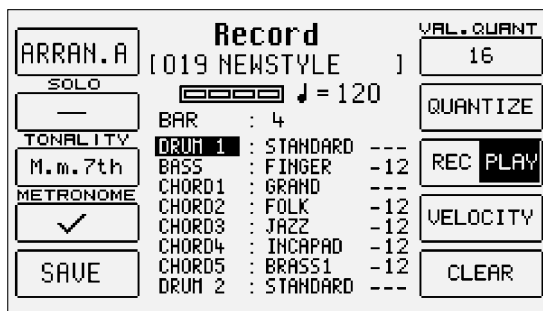 ARRAN.A
SOLO
—
TONALITY
M.m.7th
METRONOME
✓
SAVE
Record
[019 NEWSTYLE ]
♩ = 120
BAR : 4
DRUM 1 : STANDARD ---
BASS : FINGER -12
CHORD1 : GRAND ---
CHORD2 : FOLK -12
CHORD3 : JAZZ -12
CHORD4 : INCAPAD -12
CHORD5 : BRASS1 -12
DRUM 2 : STANDARD ---
VAL.QUANT
16
QUANTIZE
REC PLAY
VELOCITY
CLEAR